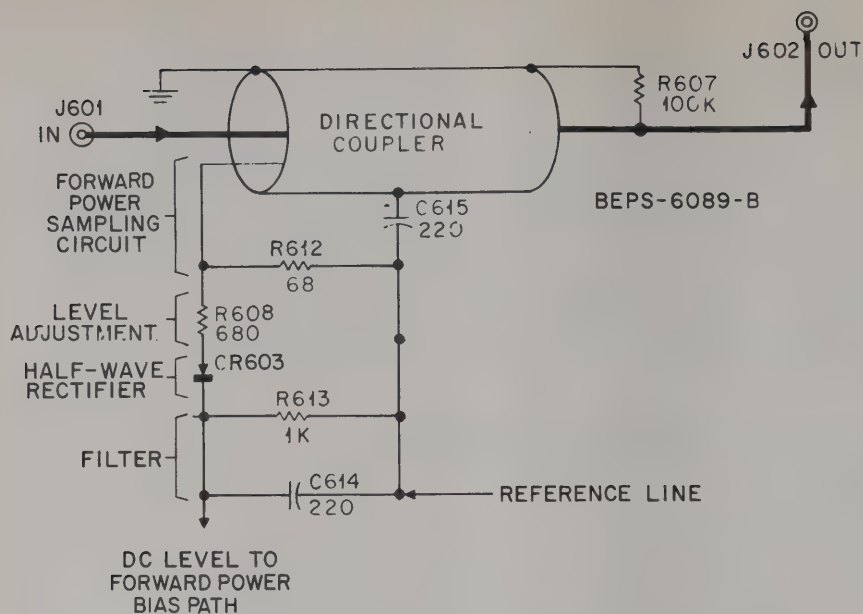 J602 OUT
R607
100K
J601
IN
DIRECTIONAL
COUPLER
FORWARD
POWER
SAMPLING
CIRCUIT
C615
220
BEPS-6089-B
R612
68
LEVEL
ADJUSTMENT
R608
680
HALF-WAVE
RECTIFIER
CR603
R613
1K
FILTER
C614
220
REFERENCE LINE
DC LEVEL TO
FORWARD POWER
BIAS PATH